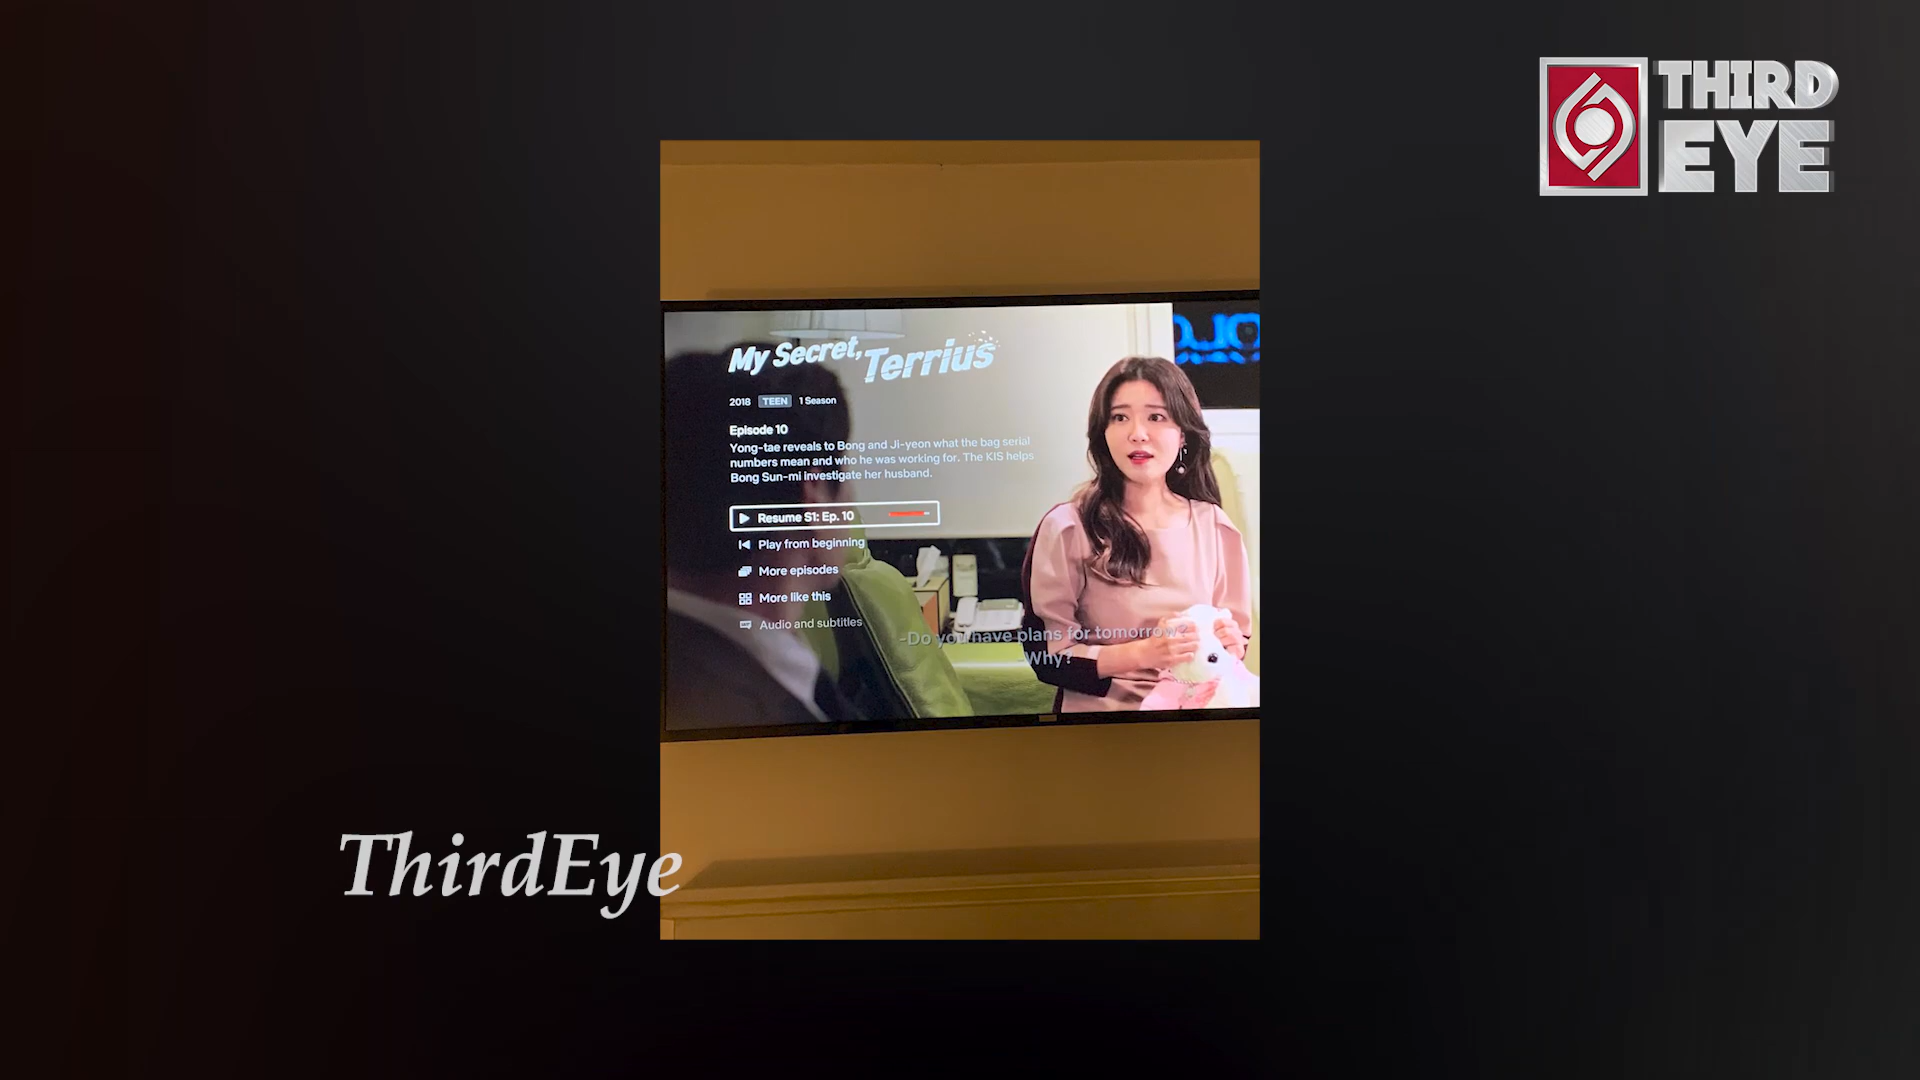 THIRD
EYE
My Secret, Terrius
2018 TEEN 1 Season
Episode 10
Yong-tae reveals to Bong and Ji-yeon what the bag serial
numbers mean and who he was working for. The KIS helps
Bong Sun-mi investigate her husband.
Resume S1: Ep. 10
Play from beginning
More episodes
More like this
Audio and subtitles
-Do you have plans for tomorrow?
-Why?
ThirdEye